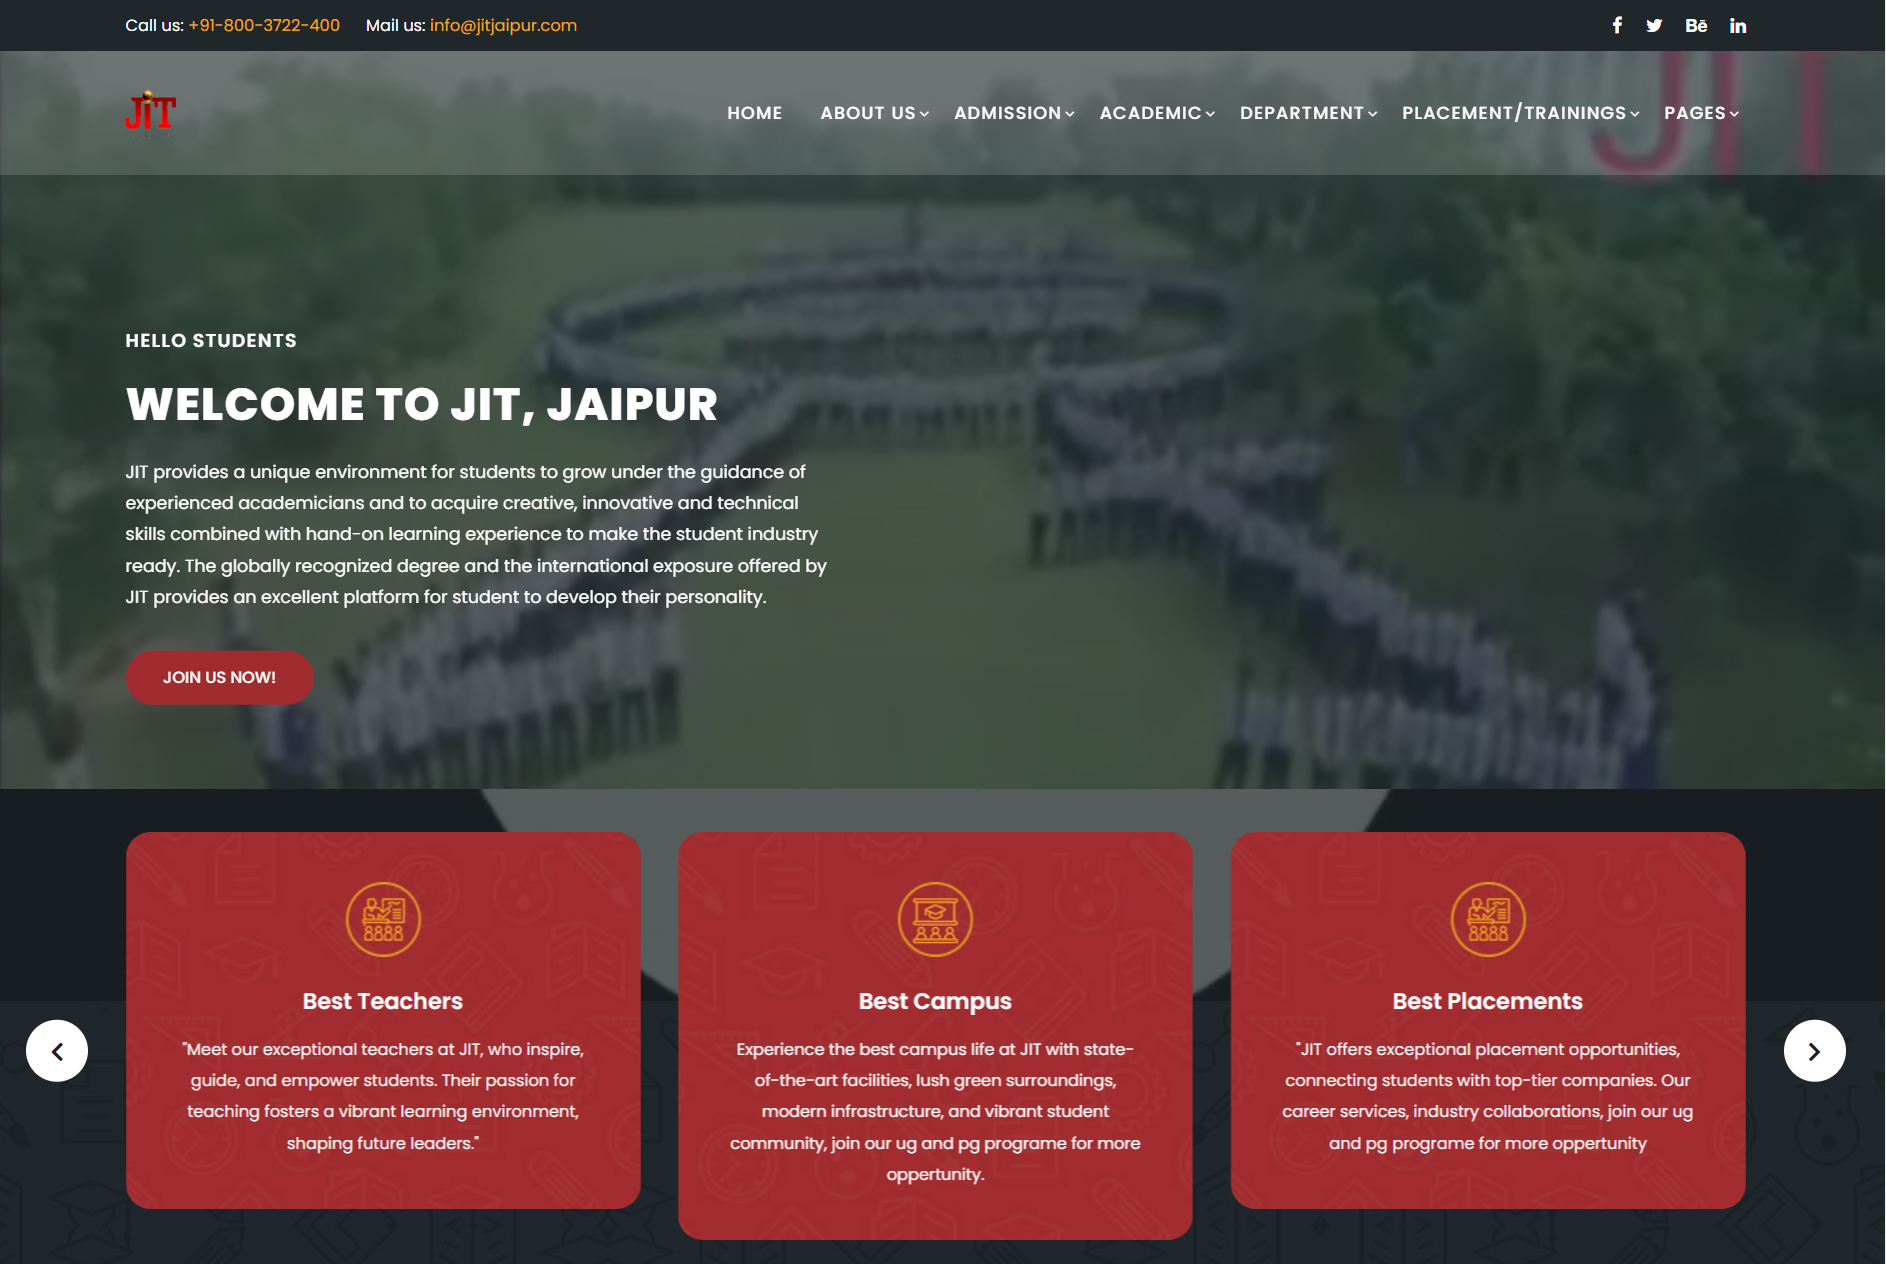 Call us: +91-800-3722-400 Mail us: info@jitjaipur.com
Bē
JiT
HOME ABOUT US ADMISSION ACADEMIC DEPARTMENT PLACEMENT/TRAININGS PAGES
JIT
HELLO STUDENTS
WELCOME TO JIT, JAIPUR
JIT provides a unique environment for students to grow under the guidance of
experienced academicians and to acquire creative, innovative and technical
skills combined with hand-on learning experience to make the student industry
ready. The globally recognized degree and the international exposure offered by
JIT provides an excellent platform for student to develop their personality.
JOIN US NOW!
Best Teachers
"Meet our exceptional teachers at JIT, who inspire,
guide, and empower students. Their passion for
teaching fosters a vibrant learning environment,
shaping future leaders."
Best Campus
Experience the best campus life at JIT with state-
of-the-art facilities, lush green surroundings,
modern infrastructure, and vibrant student
community, join our ug and pg programe for more
oppertunity.
Best Placements
"JIT offers exceptional placement opportunities,
connecting students with top-tier companies. Our
career services, industry collaborations, join our ug
and pg programe for more oppertunity